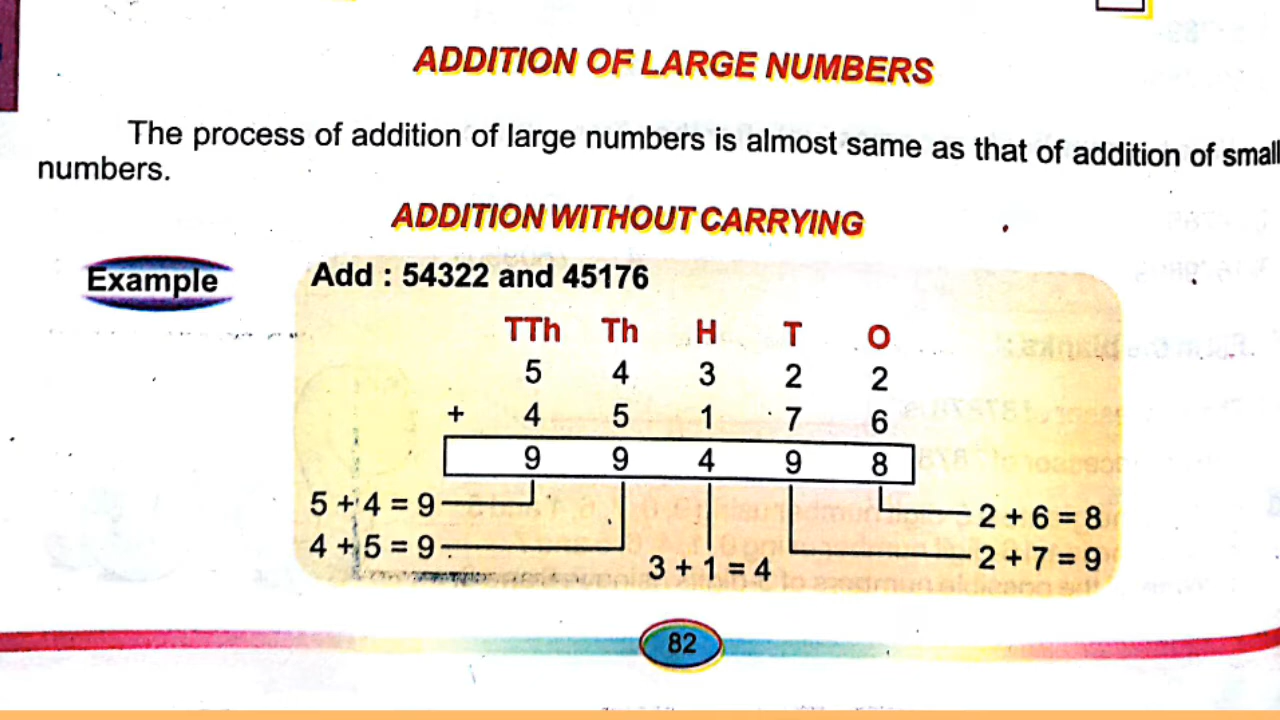 ADDITION OF LARGE NUMBERS
The process of addition of large numbers is almost same as that of addition of small
numbers.
ADDITION WITHOUT CARRYING
Example
Add : 54322 and 45176
TTh Th H T O
5 4 3 2 2
+ 4 5 1 7 6
9 9 4 9 8
5 + 4 = 9
2 + 6 = 8
4 + 5 = 9
2 + 7 = 9
3 + 1 = 4
82